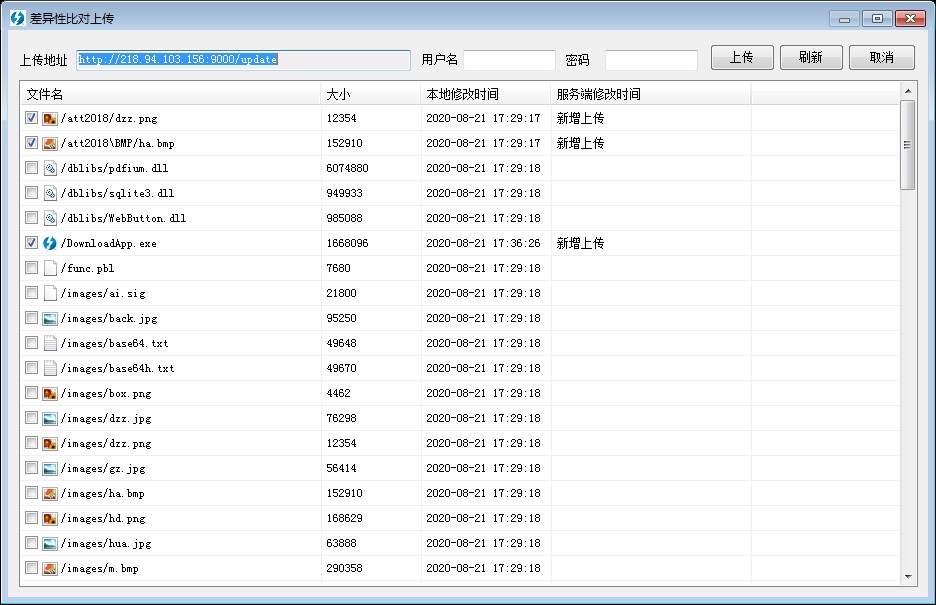 差异性比对上传
上传地址 http://218.94.103.156:9000/update 用户名 密码 上传 刷新 取消
文件名 大小 本地修改时间 服务端修改时间
/att2018/dzz.png 12354 2020-08-21 17:29:17 新增上传
/att2018\BMP/ha.bmp 152910 2020-08-21 17:29:17 新增上传
/dblibs/pdfium.dll 6074880 2020-08-21 17:29:18
/dblibs/sqlite3.dll 949933 2020-08-21 17:29:18
/dblibs/WebButton.dll 985088 2020-08-21 17:29:18
/DownloadApp.exe 1668096 2020-08-21 17:36:26 新增上传
/func.pbl 7680 2020-08-21 17:29:18
/images/ai.sig 21800 2020-08-21 17:29:18
/images/back.jpg 95250 2020-08-21 17:29:18
/images/base64.txt 49648 2020-08-21 17:29:18
/images/base64h.txt 49670 2020-08-21 17:29:18
/images/box.png 4462 2020-08-21 17:29:18
/images/dzz.jpg 76298 2020-08-21 17:29:18
/images/dzz.png 12354 2020-08-21 17:29:18
/images/gz.jpg 56414 2020-08-21 17:29:18
/images/ha.bmp 152910 2020-08-21 17:29:18
/images/hd.png 168629 2020-08-21 17:29:18
/images/hua.jpg 63888 2020-08-21 17:29:18
/images/m.bmp 290358 2020-08-21 17:29:18